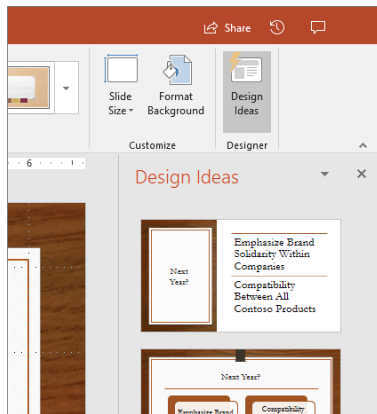 Share
Slide
Size
Format
Background
Design
Ideas
Customize
Designer
6
Design Ideas
Next
Year?
Emphasize Brand
Solidarity Within
Companies
Compatibility
Between All
Contoso Products
Next Year?
Emphasize Brand
Compatibility